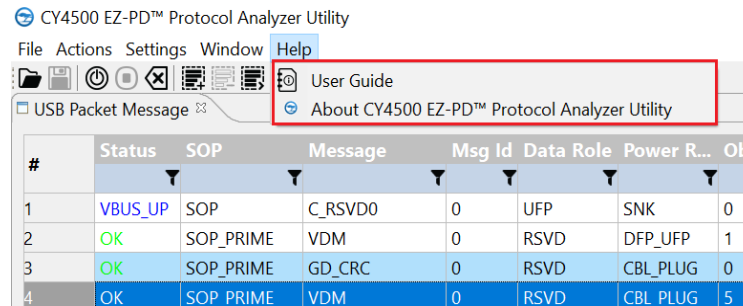 CY4500 EZ-PD™ Protocol Analyzer Utility
File Actions Settings Window Help
User Guide
USB Packet Message
About CY4500 EZ-PD™ Protocol Analyzer Utility
# Status SOP Message Msg Id Data Role Power R... Ob
1 VBUS_UP SOP C_RSVD0 0 UFP SNK 0
2 OK SOP_PRIME VDM 0 RSVD DFP_UFP 1
3 OK SOP_PRIME GD_CRC 0 RSVD CBL_PLUG 0
4 OK SOP_PRIME VDM 0 RSVD CBL_PLUG 5